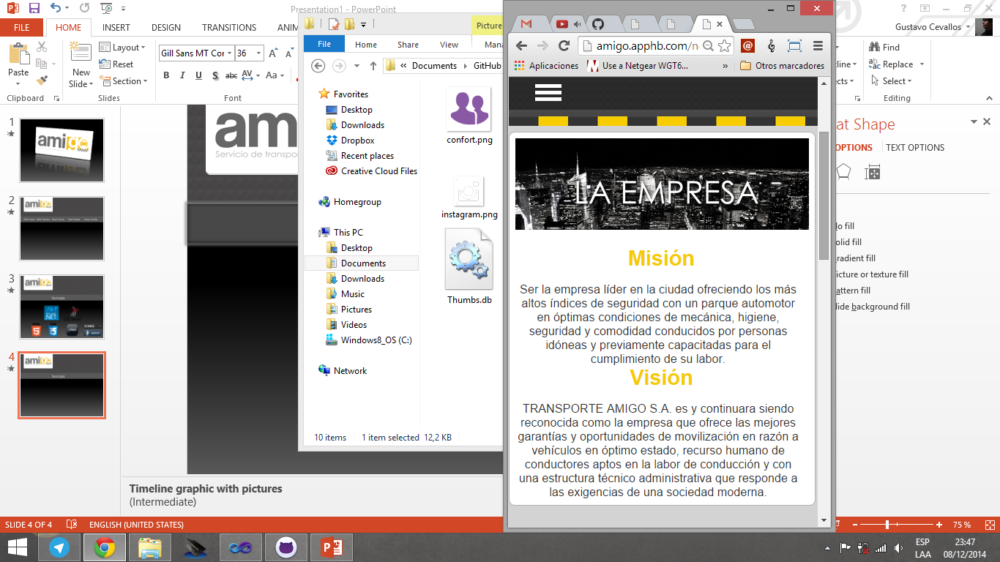 Presentation1 - PowerPoint
FILE
HOME
INSERT
DESIGN
TRANSITIONS
ANIM
Gustavo Cevallos
Paste
Clipboard
New
Slide
Layout
Reset
Section
Slides
Gill Sans MT Cor
36
B I U S abc AV Aa
Font
Find
Replace
Select
Editing
1
2
3
4
amigo
Servicio de transpor
Timeline graphic with pictures
(Intermediate)
SLIDE 4 OF 4
ENGLISH (UNITED STATES)
75 %
Picture
File
Home
Share
View
Mana
« Documents
GitHub
Favorites
Desktop
Downloads
Dropbox
Recent places
Creative Cloud Files
Homegroup
This PC
Desktop
Documents
Downloads
Music
Pictures
Videos
Windows8_OS (C:)
Network
confort.png
instagram.png
Thumbs.db
10 items
1 item selected 12,2 KB
amigo.apphb.com/n
Aplicaciones
Use a Netgear WGT6...
»
Otros marcadores
LA EMPRESA
Misión
Ser la empresa líder en la ciudad ofreciendo los más
altos índices de seguridad con un parque automotor
en óptimas condiciones de mecánica, higiene,
seguridad y comodidad conducidos por personas
idóneas y previamente capacitadas para el
cumplimiento de su labor.
Visión
TRANSPORTE AMIGO S.A. es y continuara siendo
reconocida como la empresa que ofrece las mejores
garantías y oportunidades de movilización en razón a
vehículos en óptimo estado, recurso humano de
conductores aptos en la labor de conducción y con
una estructura técnico administrativa que responde a
las exigencias de una sociedad moderna.
at Shape
OPTIONS
TEXT OPTIONS
lo fill
olid fill
radient fill
icture or texture fill
attern fill
lide background fill
ESP
LAA
23:47
08/12/2014